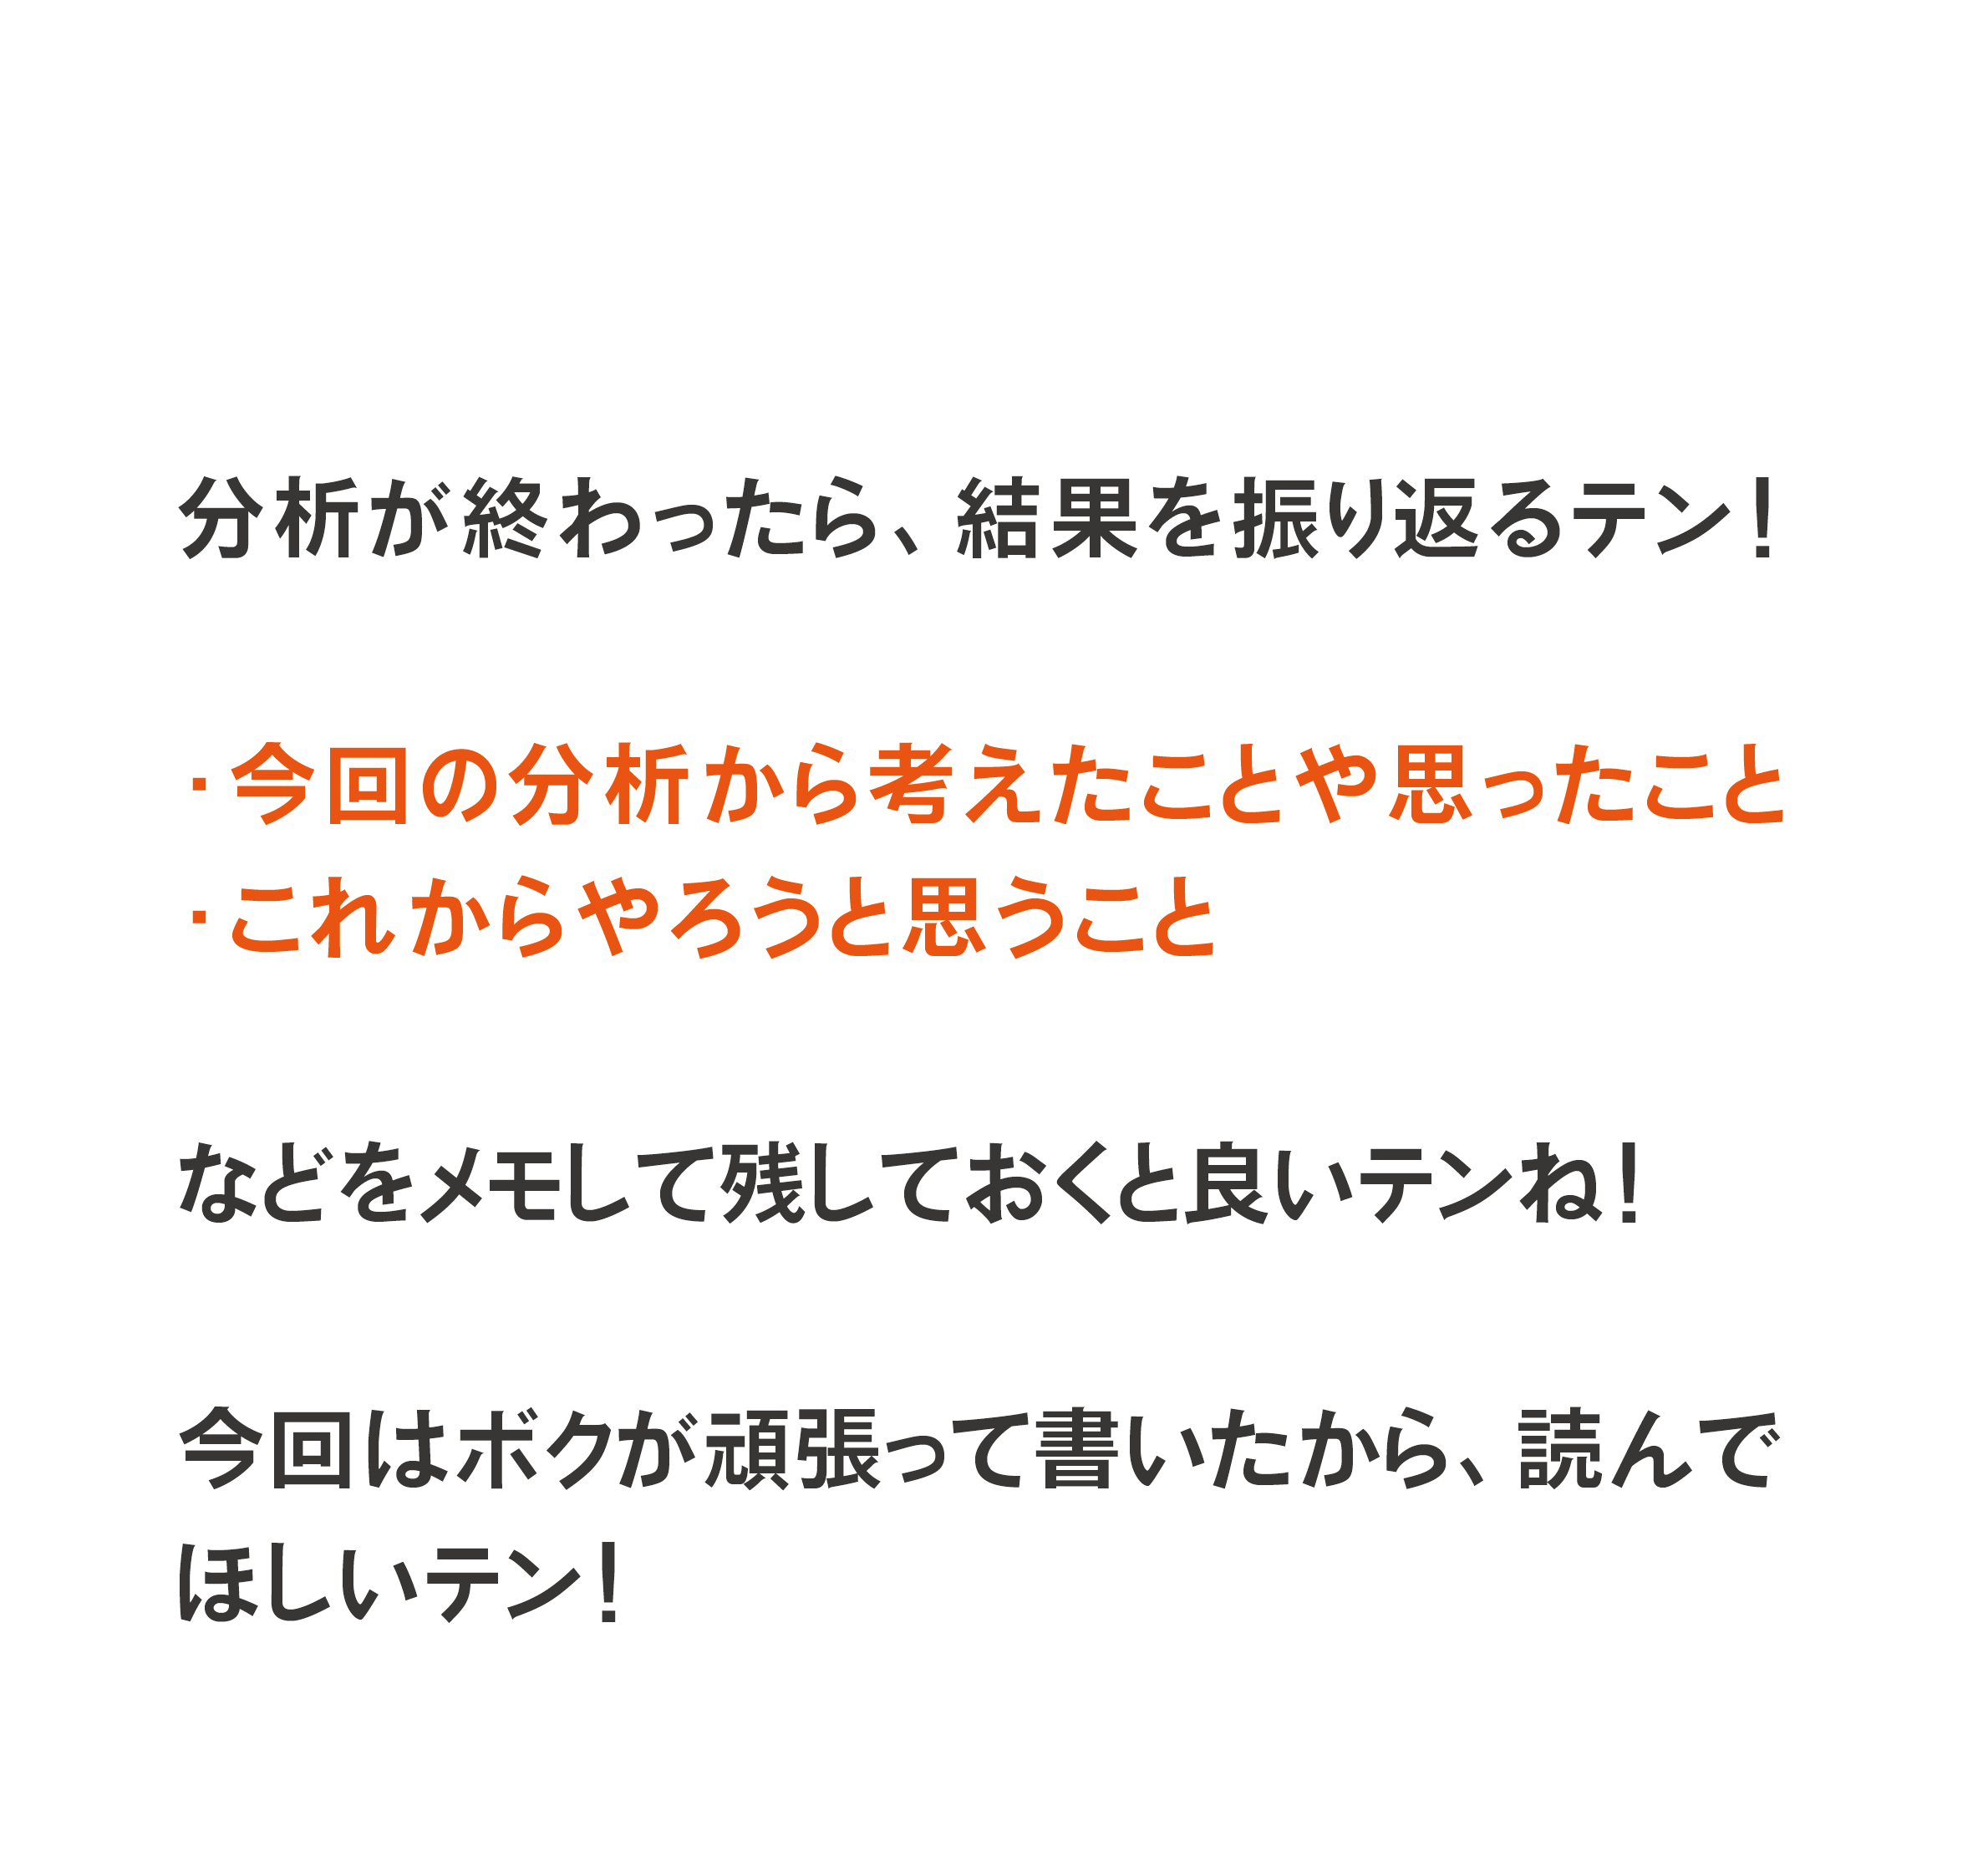 分析が終わったら、結果を振り返るテン！
・今回の分析から考えたことや思ったこと
・これからやろうと思うこと
などをメモして残しておくと良いテンね！
今回はボクが頑張って書いたから、読んで
ほしいテン！